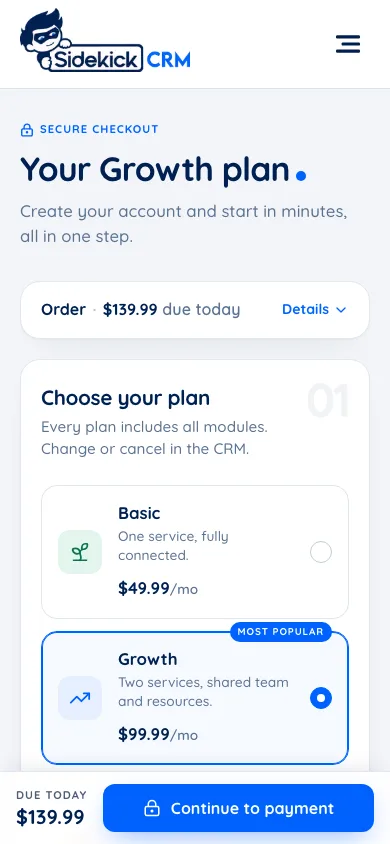 Sidekick CRM
SECURE CHECKOUT
Your Growth plan.
Create your account and start in minutes,
all in one step.
Order · $139.99 due today
Details
Choose your plan
01
Every plan includes all modules.
Change or cancel in the CRM.
Basic
One service, fully
connected.
$49.99/mo
MOST POPULAR
Growth
Two services, shared team
and resources.
$99.99/mo
DUE TODAY
$139.99
Continue to payment